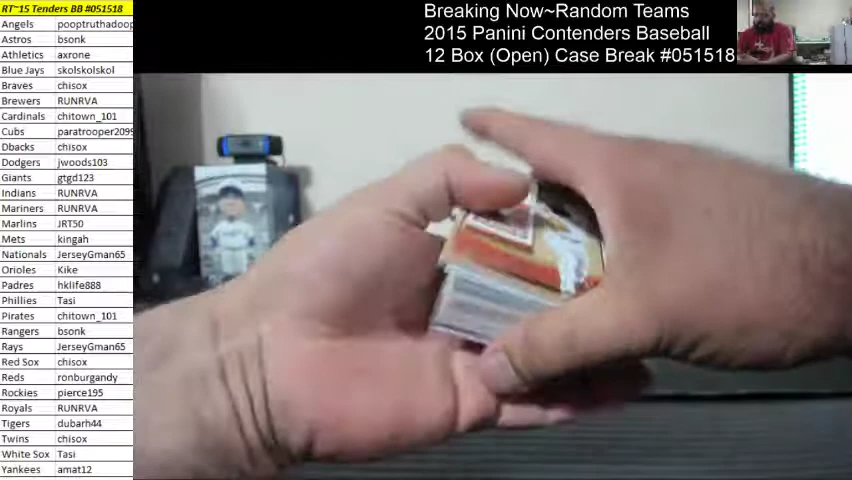 RT~15 Tenders BB #051518
Angels pooptruthadoop
Astros bsonk
Athletics axrone
Blue Jays skolskolskol
Braves chisox
Brewers RUNRVA
Cardinals chitown_101
Cubs paratrooper2099
Dbacks chisox
Dodgers jwoods103
Giants gtgd123
Indians RUNRVA
Mariners RUNRVA
Marlins JRT50
Mets kingah
Nationals JerseyGman65
Orioles Kike
Padres hklife888
Phillies Tasi
Pirates chitown_101
Rangers bsonk
Rays JerseyGman65
Red Sox chisox
Reds ronburgandy
Rockies pierce195
Royals RUNRVA
Tigers dubarh44
Twins chisox
White Sox Tasi
Yankees amat12
Breaking Now~Random Teams
2015 Panini Contenders Baseball
12 Box (Open) Case Break #051518